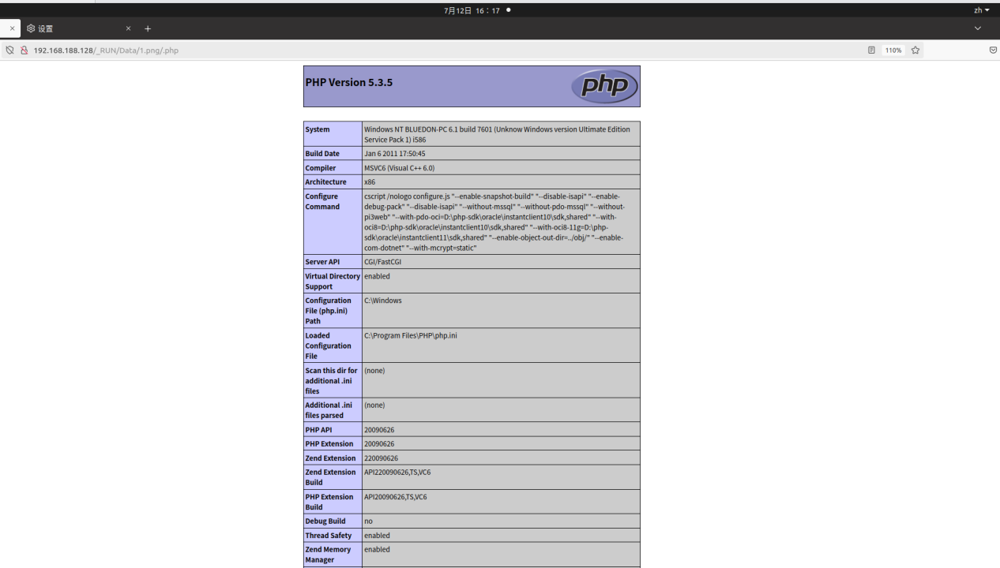 7月12日 16：17
zh
设置
192.168.188.128/_RUN/Data/1.png/.php
110%
PHP Version 5.3.5
php
System
Windows NT BLUEDON-PC 6.1 build 7601 (Unknow Windows version Ultimate Edition
Service Pack 1) i586
Build Date
Jan 6 2011 17:50:45
Compiler
MSVC6 (Visual C++ 6.0)
Architecture
x86
Configure
Command
cscript /nologo configure.js "--enable-snapshot-build" "--disable-isapi" "--enable-
debug-pack" "--disable-isapi" "--without-mssql" "--without-pdo-mssql" "--without-
pi3web" "--with-pdo-oci=D:\php-sdk\oracle\instantclient10\sdk,shared" "--with-
oci8=D:\php-sdk\oracle\instantclient10\sdk,shared" "--with-oci8-11g=D:\php-
sdk\oracle\instantclient11\sdk,shared" "--enable-object-out-dir=../obj/" "--enable-
com-dotnet" "--with-mcrypt=static"
Server API
CGI/FastCGI
Virtual Directory
Support
enabled
Configuration
File (php.ini)
Path
C:\Windows
Loaded
Configuration
File
C:\Program Files\PHP\php.ini
Scan this dir for
additional .ini
files
(none)
Additional .ini
files parsed
(none)
PHP API
20090626
PHP Extension
20090626
Zend Extension
220090626
Zend Extension
Build
API220090626,TS,VC6
PHP Extension
Build
API20090626,TS,VC6
Debug Build
no
Thread Safety
enabled
Zend Memory
Manager
enabled